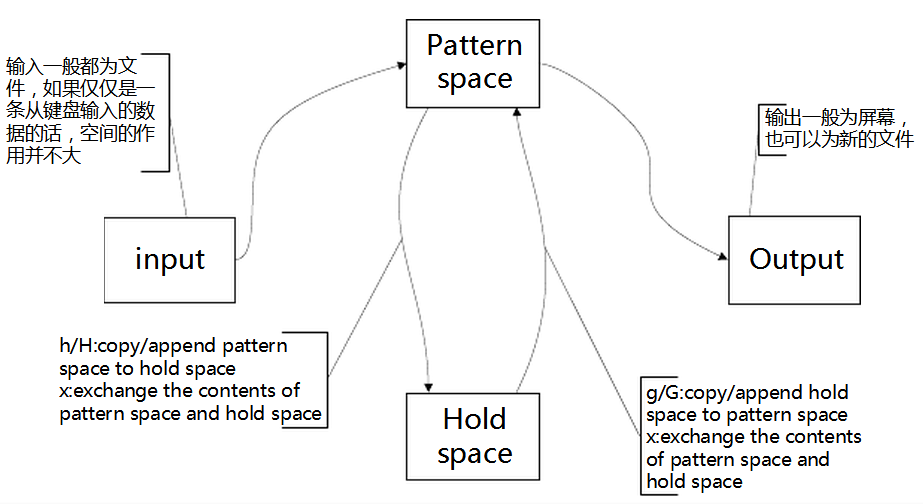 Pattern
space
输入一般都为文
件，如果仅仅是一
条从键盘输入的数
据的话，空间的作
用并不大
输出一般为屏幕，
也可以为新的文件
input
Output
h/H:copy/append pattern
space to hold space
x:exchange the contents of
pattern space and hold space
Hold
space
g/G:copy/append hold
space to pattern space
x:exchange the contents
of pattern space and
hold space